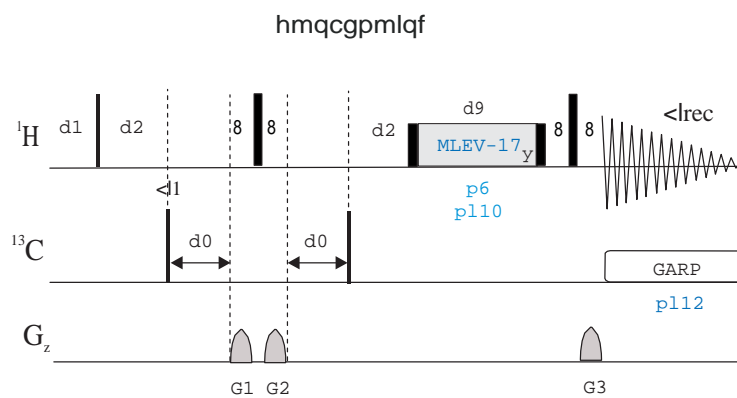 hmqcgpmlqf
d9
<lrec
¹H d1 d2 8 8 d2 MLEV-17y 8 8
p6
<l1 pl10
¹³C d0 d0 GARP
pl12
Gz
G1 G2 G3